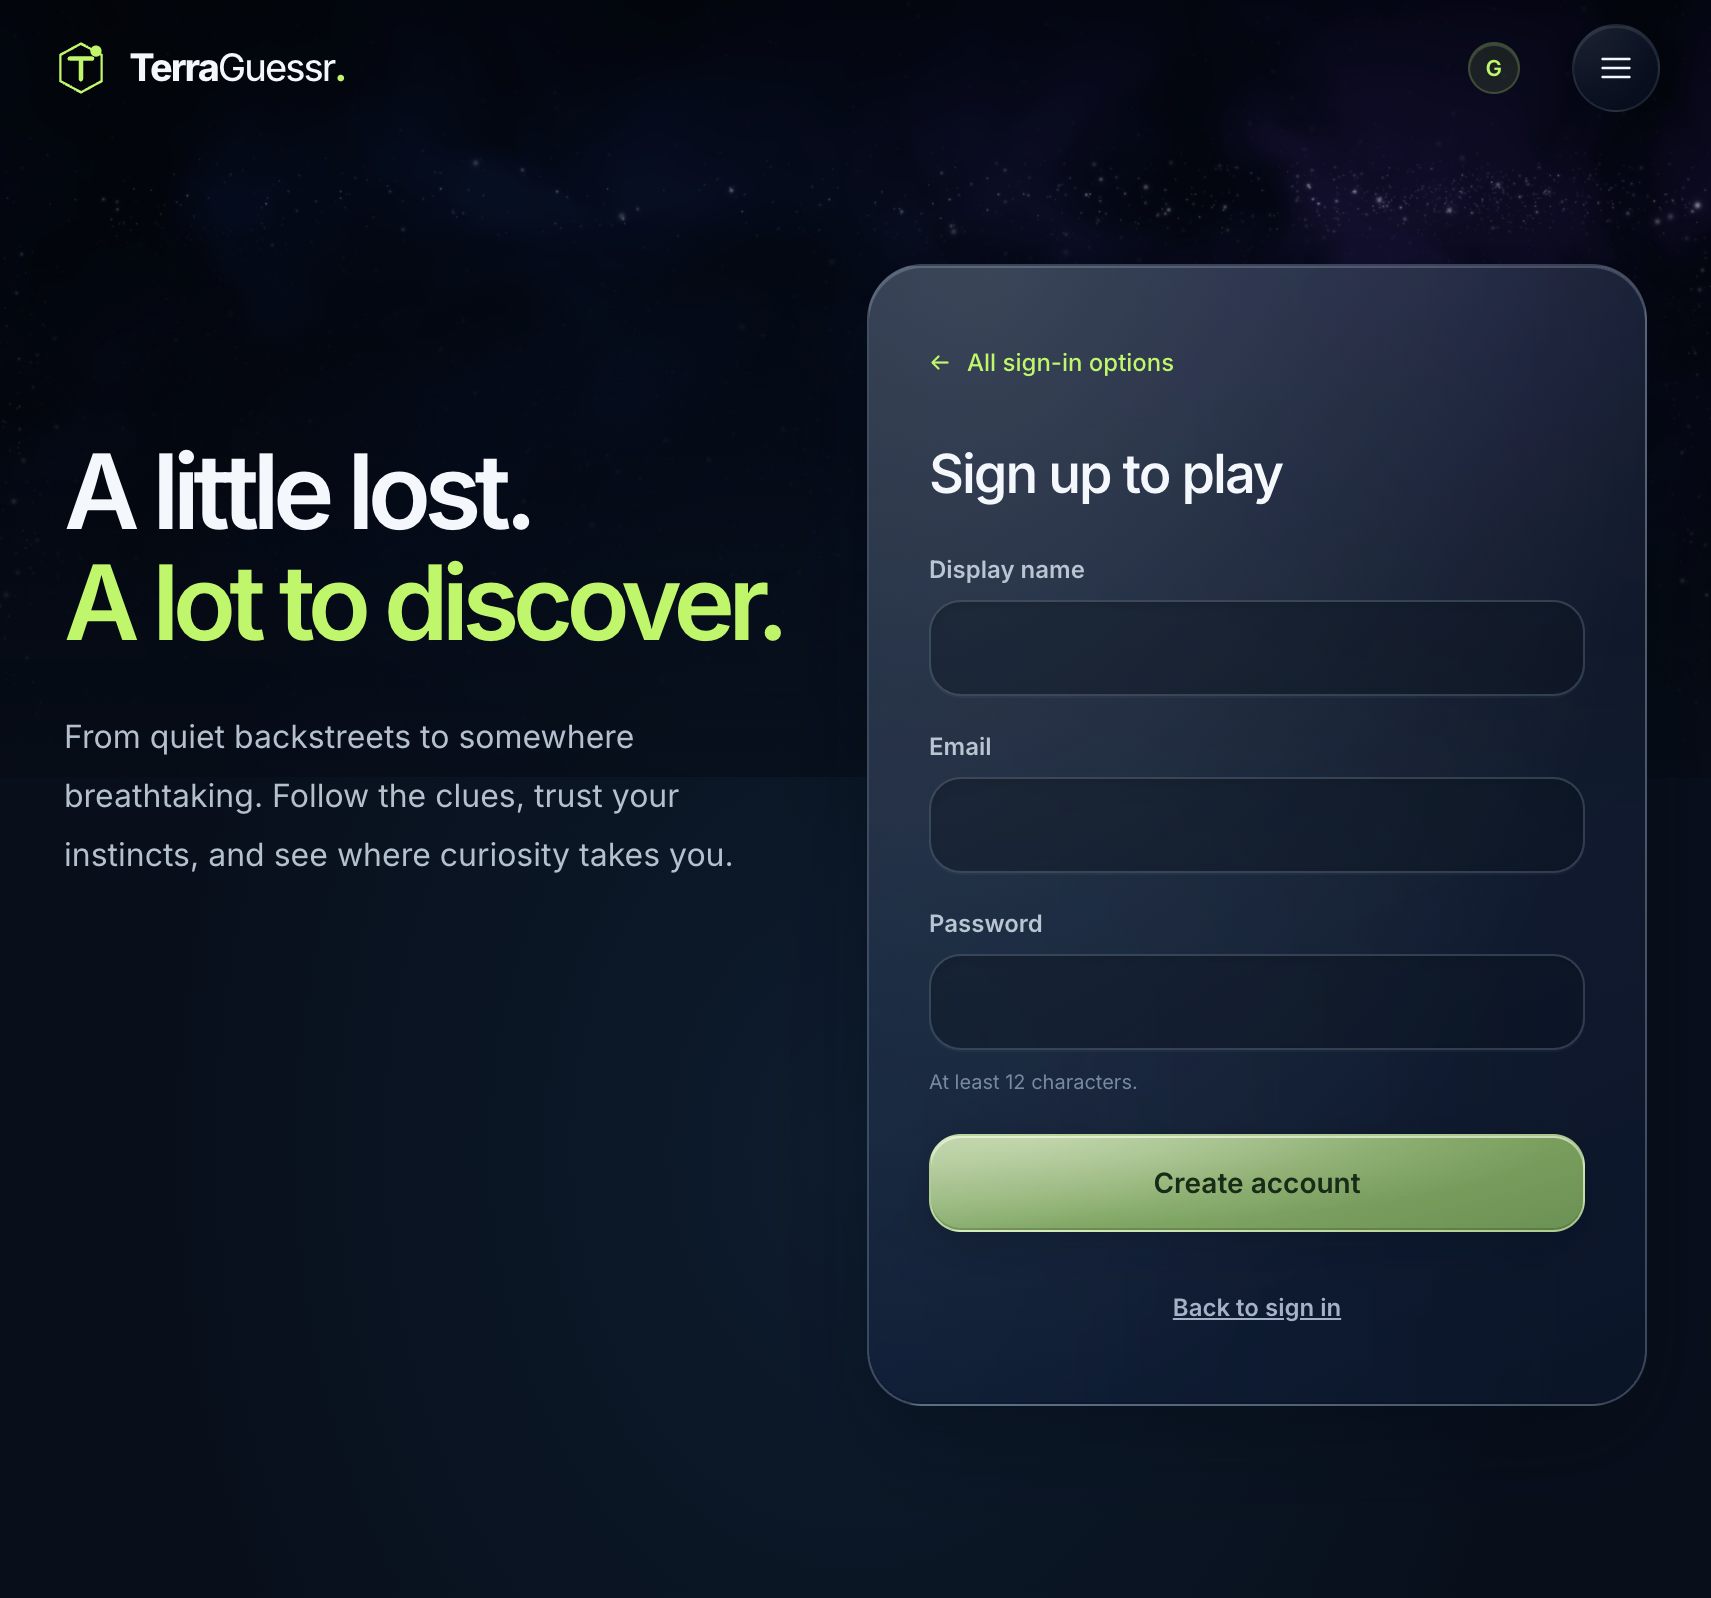 TerraGuessr.
G
A little lost.
A lot to discover.
From quiet backstreets to somewhere
breathtaking. Follow the clues, trust your
instincts, and see where curiosity takes you.
← All sign-in options
Sign up to play
Display name
Email
Password
At least 12 characters.
Create account
Back to sign in